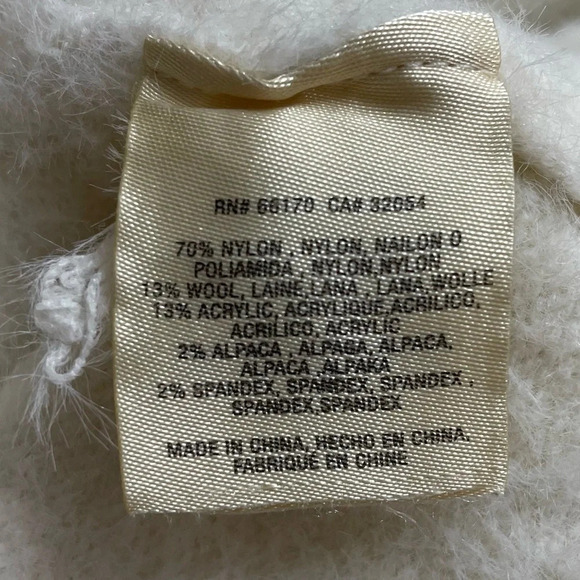 RN# 66170 CA# 32054
70% NYLON , NYLON, NAILON O
POLIAMIDA , NYLON,NYLON
13% WOOL, LAINE,LANA , LANA,WOLLE
13% ACRYLIC, ACRYLIQUE,ACRILICO,
ACRILICO, ACRYLIC
2% ALPACA , ALPAGA, ALPACA,
ALPACA ,ALPAKA
2% SPANDEX, SPANDEX, SPANDEX ,
SPANDEX,SPANDEX
MADE IN CHINA, HECHO EN CHINA,
FABRIQUÉ EN CHINE